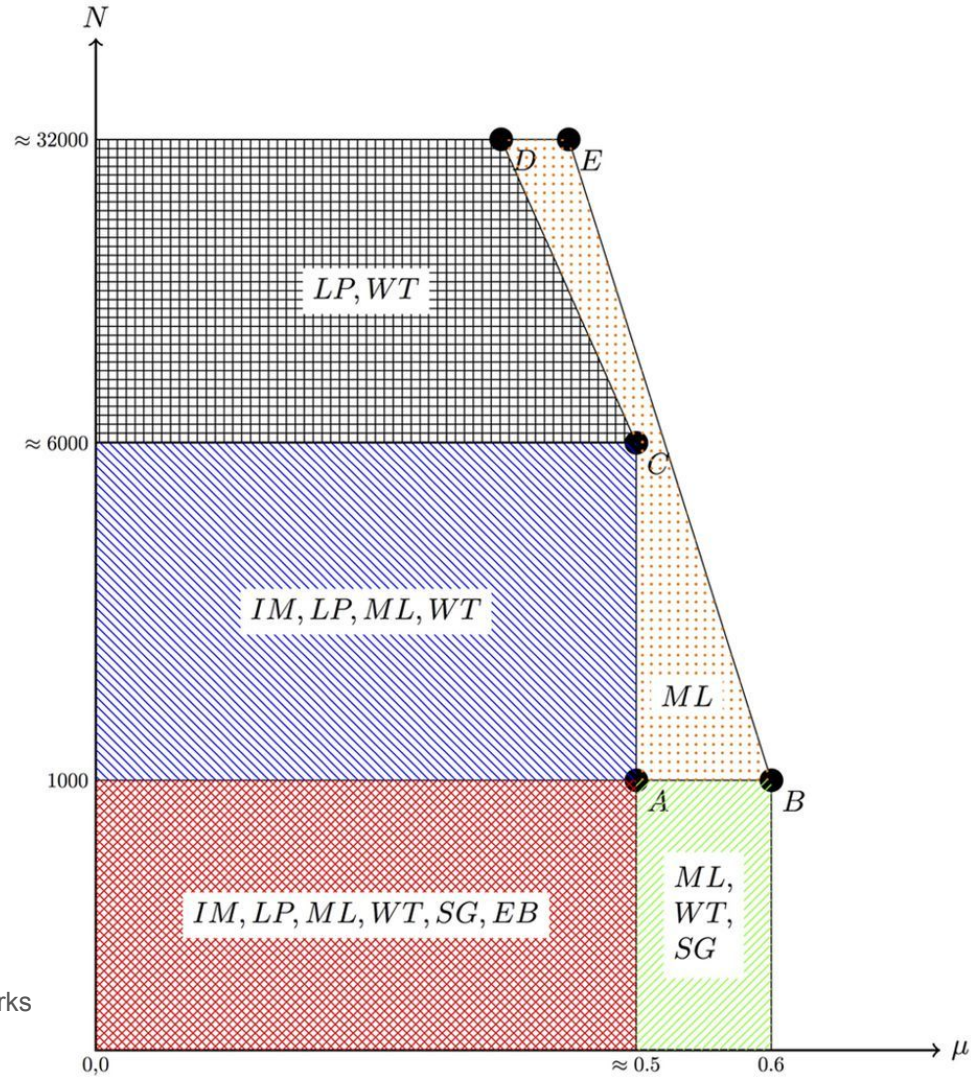 N
≈ 32000
D
E
LP, WT
≈ 6000
C
IM, LP, ML, WT
ML
1000
A
B
ML,
WT,
SG
IM, LP, ML, WT, SG, EB
rks
0,0
≈ 0.5
0.6
μ